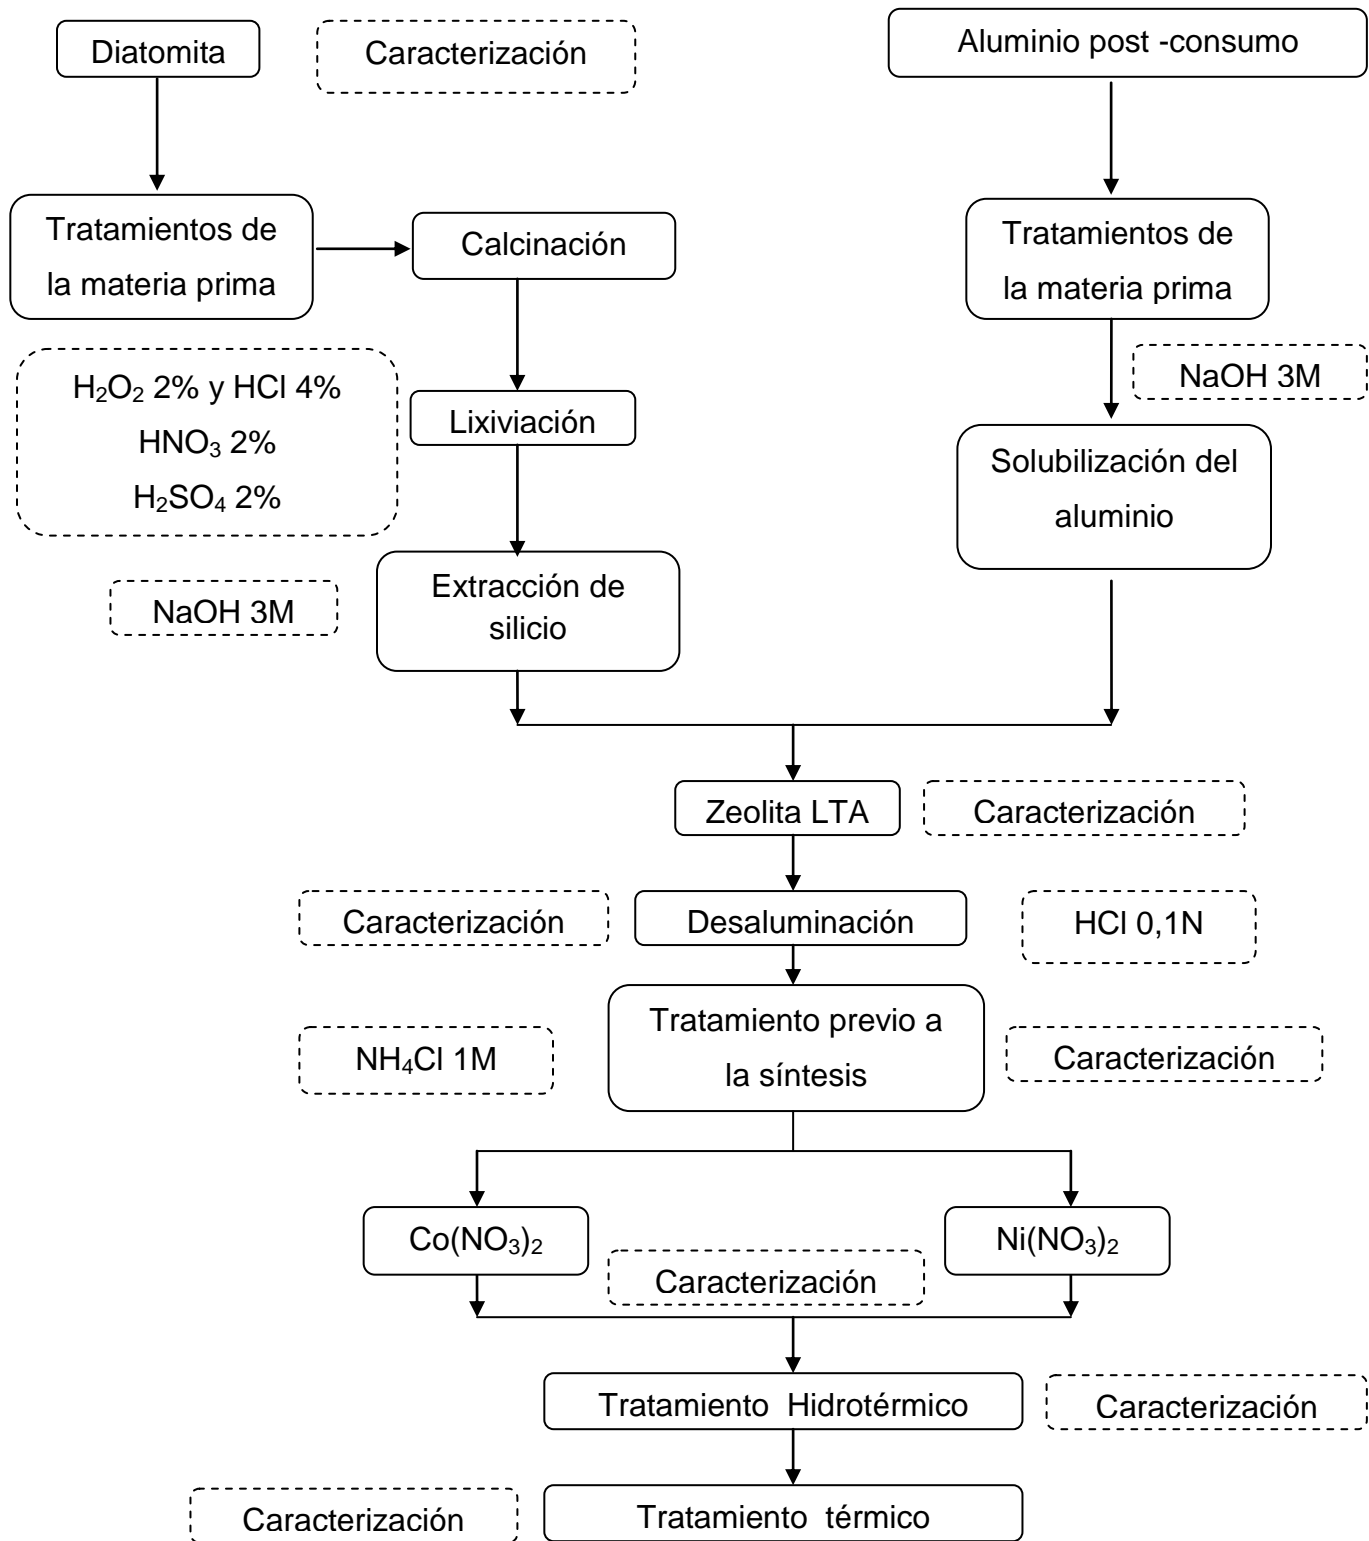 Diatomita
Caracterización
Aluminio post -consumo
Tratamientos de
la materia prima
Calcinación
Tratamientos de
la materia prima
H₂O₂ 2% y HCl 4%
HNO₃ 2%
H₂SO₄ 2%
Lixiviación
NaOH 3M
Solubilización del
aluminio
NaOH 3M
Extracción de
silicio
Zeolita LTA
Caracterización
Caracterización
Desaluminación
HCl 0,1N
NH₄Cl 1M
Tratamiento previo a
la síntesis
Caracterización
Co(NO₃)₂
Caracterización
Ni(NO₃)₂
Tratamiento Hidrotérmico
Caracterización
Caracterización
Tratamiento térmico